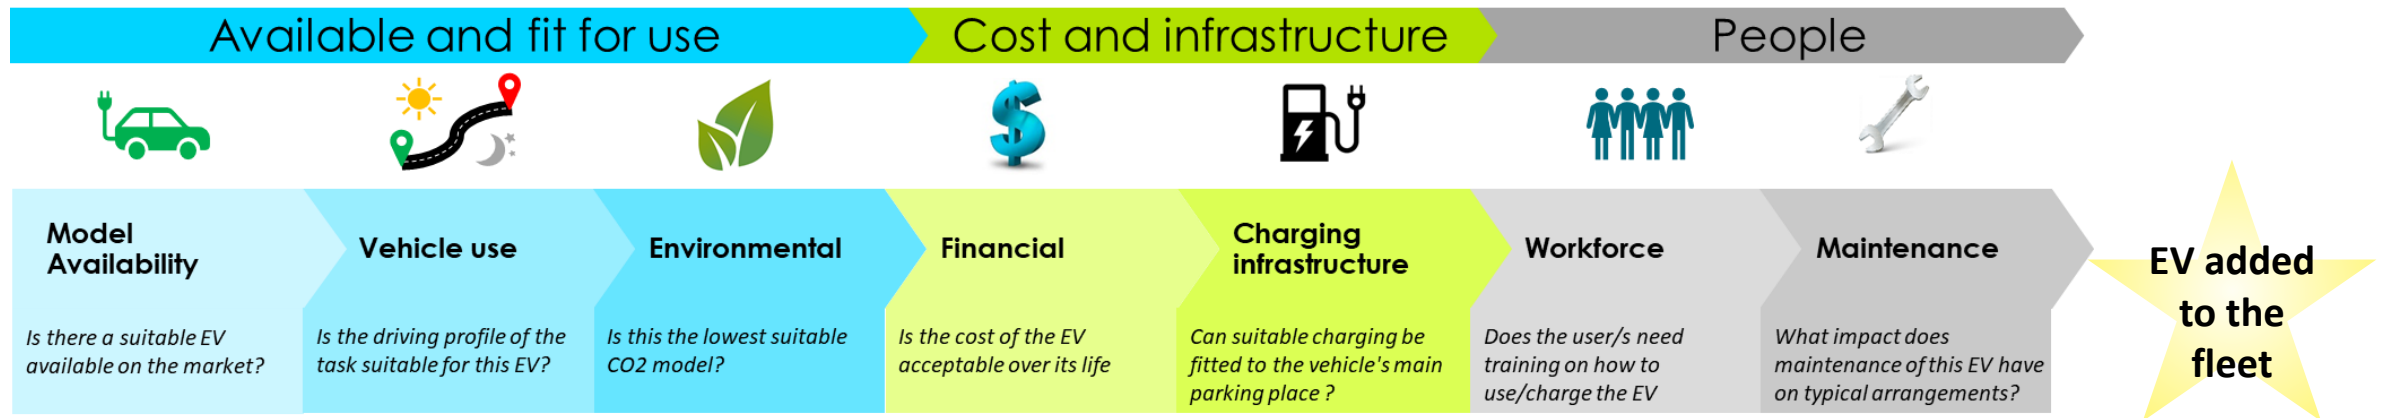 Available and fit for use
Cost and infrastructure
People
Model
Availability
Vehicle use
Environmental
Financial
Charging
infrastructure
Workforce
Maintenance
Is there a suitable EV
available on the market?
Is the driving profile of the
task suitable for this EV?
Is this the lowest suitable
CO2 model?
Is the cost of the EV
acceptable over its life
Can suitable charging be
fitted to the vehicle's main
parking place ?
Does the user/s need
training on how to
use/charge the EV
What impact does
maintenance of this EV have
on typical arrangements?
EV added
to the
fleet